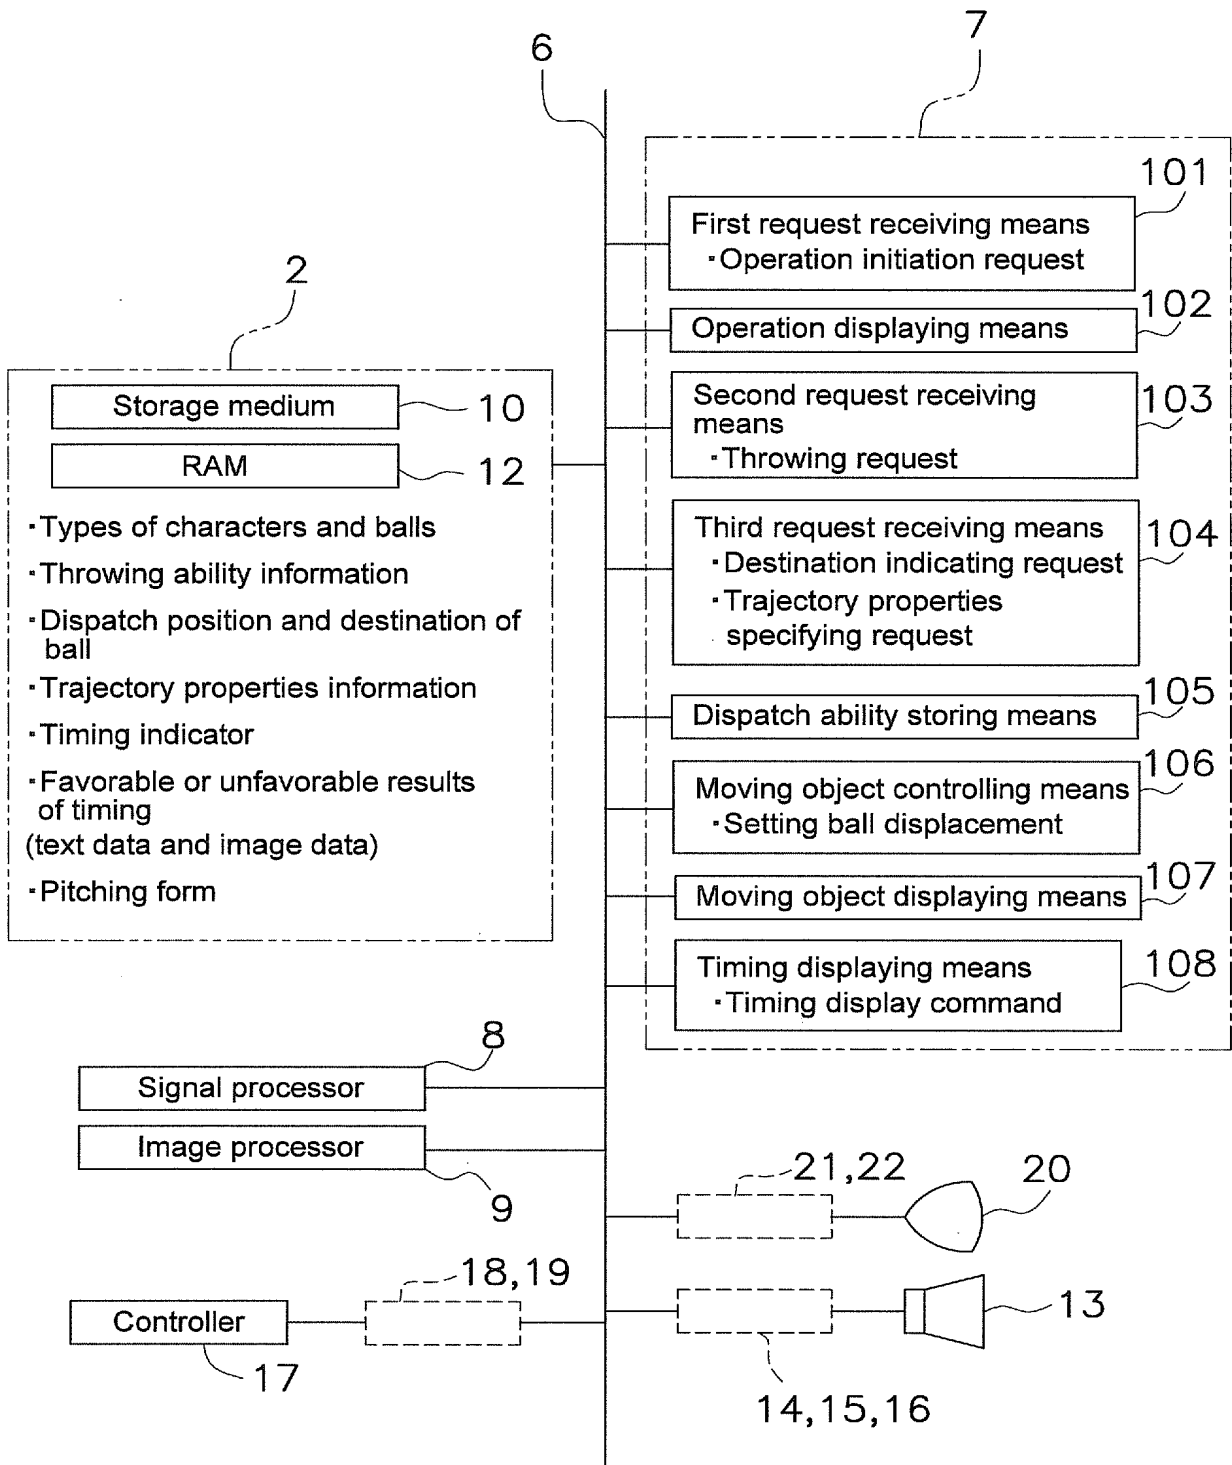 6
7
101
First request receiving means
・Operation initiation request
102
Operation displaying means
103
Second request receiving
means
・Throwing request
104
Third request receiving means
・Destination indicating request
・Trajectory properties
specifying request
105
Dispatch ability storing means
106
Moving object controlling means
・Setting ball displacement
107
Moving object displaying means
108
Timing displaying means
・Timing display command
2
Storage medium
10
RAM
12
・Types of characters and balls
・Throwing ability information
・Dispatch position and destination of
ball
・Trajectory properties information
・Timing indicator
・Favorable or unfavorable results
of timing
(text data and image data)
・Pitching form
8
Signal processor
Image processor
9
21,22
20
18,19
Controller
17
13
14,15,16